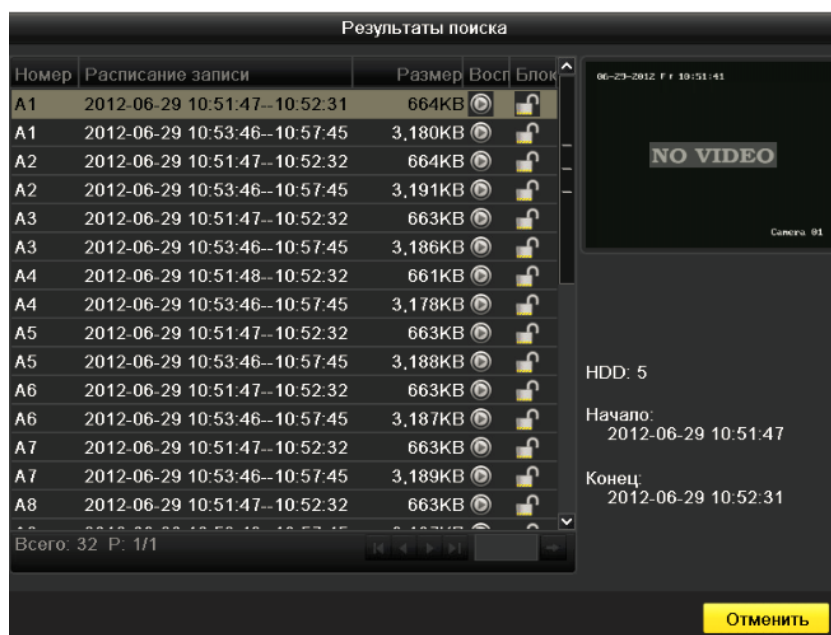 Результаты поиска
Номер Расписание записи Размер Восг Блок
A1 2012-06-29 10:51:47--10:52:31 664KB
A1 2012-06-29 10:53:46--10:57:45 3,180KB
A2 2012-06-29 10:51:47--10:52:32 664KB
A2 2012-06-29 10:53:46--10:57:45 3,191KB
A3 2012-06-29 10:51:47--10:52:32 663KB
A3 2012-06-29 10:53:46--10:57:45 3,186KB
A4 2012-06-29 10:51:48--10:52:32 661KB
A4 2012-06-29 10:53:46--10:57:45 3,178KB
A5 2012-06-29 10:51:47--10:52:32 663KB
A5 2012-06-29 10:53:46--10:57:45 3,188KB
A6 2012-06-29 10:51:47--10:52:32 663KB
A6 2012-06-29 10:53:46--10:57:45 3,187KB
A7 2012-06-29 10:51:47--10:52:32 663KB
A7 2012-06-29 10:53:46--10:57:45 3,189KB
A8 2012-06-29 10:51:47--10:52:32 663KB
Всего: 32 P: 1/1
06-29-2012 Fri 10:51:41
NO VIDEO
Camera 01
HDD: 5
Начало:
2012-06-29 10:51:47
Конец:
2012-06-29 10:52:31
Отменить